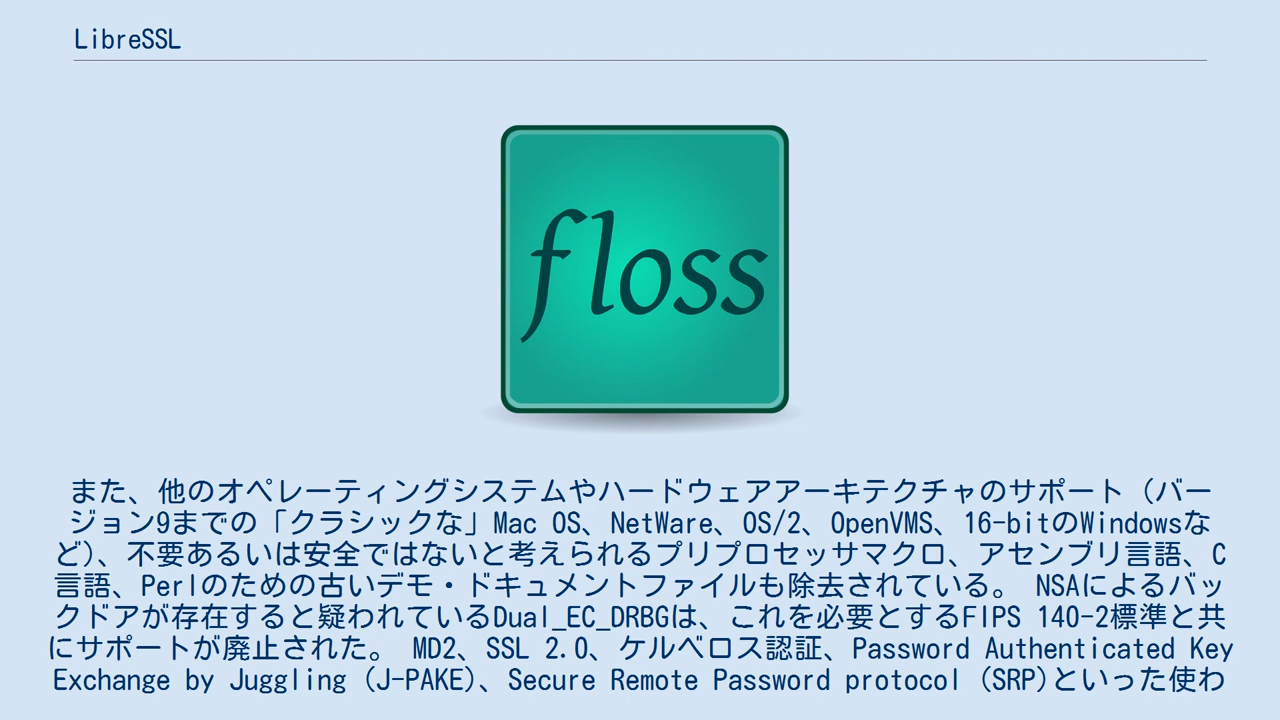 LibreSSL
floss
また、他のオペレーティングシステムやハードウェアアーキテクチャのサポート（バー
ジョン9までの「クラシックな」Mac OS、NetWare、OS/2、OpenVMS、16-bitのWindowsな
ど）、不要あるいは安全ではないと考えられるプリプロセッサマクロ、アセンブリ言語、C
言語、Perlのための古いデモ・ドキュメントファイルも除去されている。 NSAによるバッ
クドアが存在すると疑われているDual_EC_DRBGは、これを必要とするFIPS 140-2標準と共
にサポートが廃止された。 MD2、SSL 2.0、ケルベロス認証、Password Authenticated Key
Exchange by Juggling (J-PAKE)、Secure Remote Password protocol (SRP)といった使わ